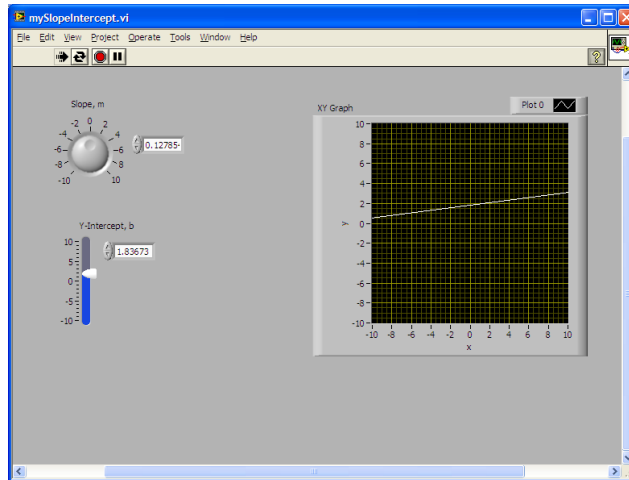 mySlopeIntercept.vi
File Edit View Project Operate Tools Window Help
?
Slope, m
-2 0 2
-4 4
-6 6
-8 8
-10 10
0.12785
Y-Intercept, b
10
5
0
-5
-10
1.83673
XY Graph
Plot 0
10
8
6
4
2
0
-2
-4
-6
-8
-10
y
-10 -8 -6 -4 -2 0 2 4 6 8 10
x